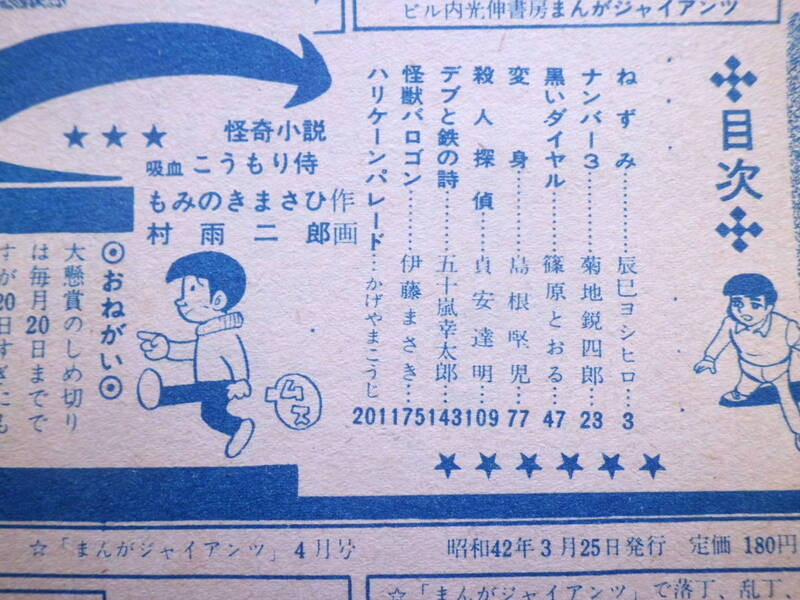 ビル内光伸書房まんがジャイアンツ
目次
ねずみ………辰巳ヨシヒロ…3
ナンバー3………菊地鋭四郎…23
黒いダイヤル………篠原とおる…47
変身………島根堅児…77
殺人探偵………貞安達明…109
デブと鉄の詩………五十嵐幸太郎…143
怪獣バロゴン………伊藤まさき…175
ハリケーンパレード…かげやまこうじ201
★★★★★★
★★★
怪奇小説
吸血こうもり侍
もみのきまさひ作
村雨二郎画
◎おねがい◎
大懸賞のしめ切り
は毎月20日までで
すが20日すぎにも
ムス
☆「まんがジャイアンツ」4月号
昭和42年3月25日発行 定価 180円
☆「まんがジャイアンツ」で落丁、乱丁、